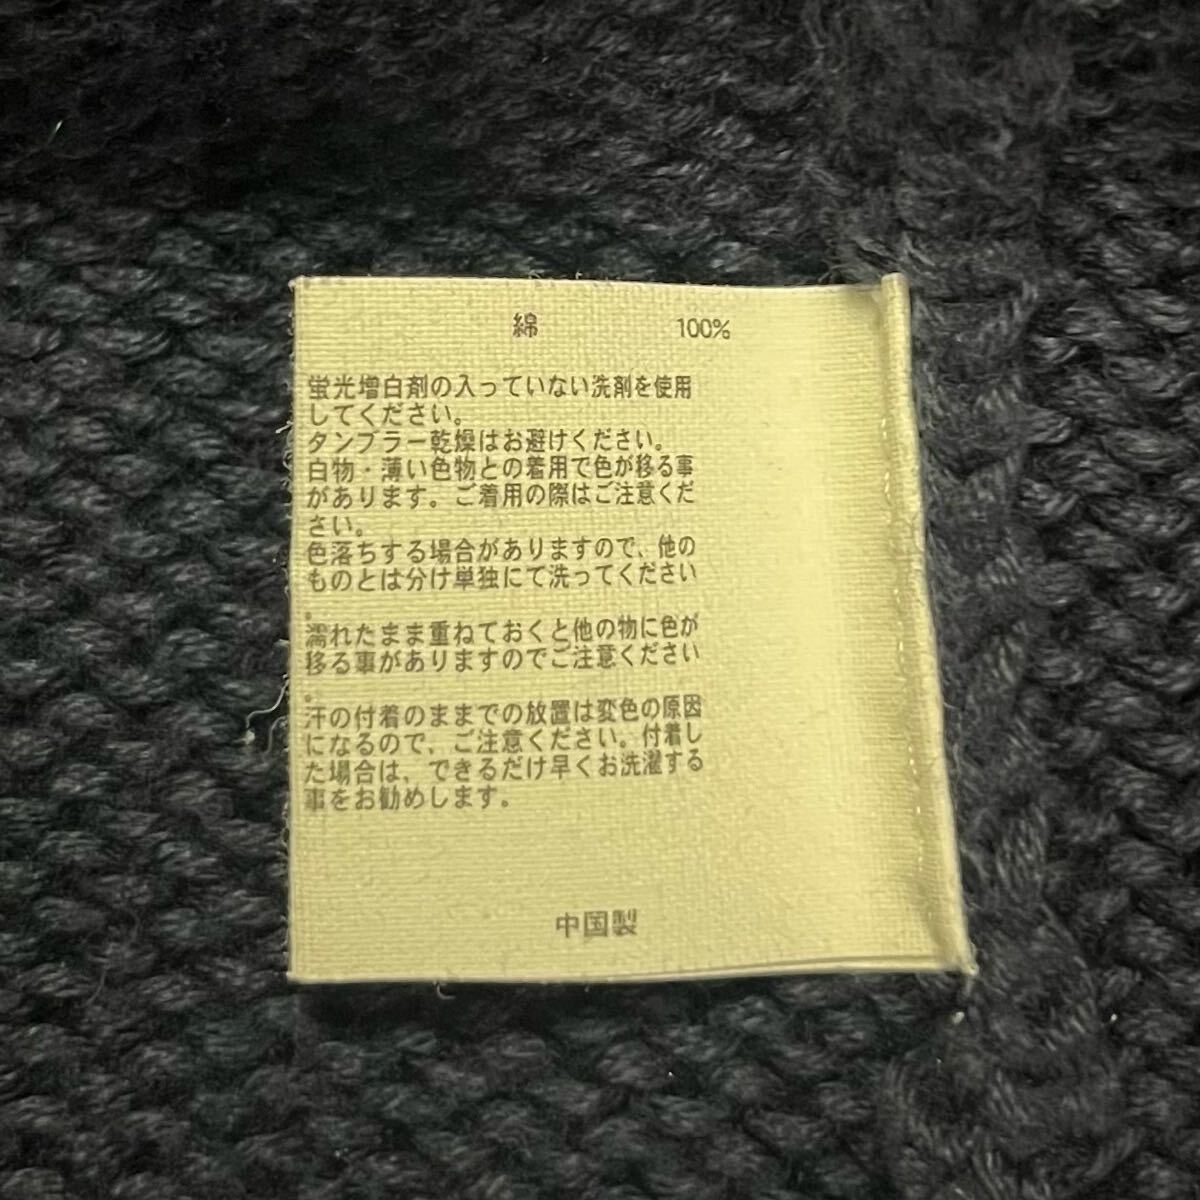 綿 100%
蛍光増白剤の入っていない洗剤を使用
してください。
タンブラー乾燥はお避けください。
白物・薄い色物との着用で色が移る事
があります。ご着用の際はご注意くだ
さい。
色落ちする場合がありますので、他の
ものとは分け単独にて洗ってください
。
濡れたまま重ねておくと他の物に色が
移る事がありますのでご注意ください
。
汗の付着のままでの放置は変色の原因
になるので、ご注意ください。付着し
た場合は、できるだけ早くお洗濯する
事をお勧めします。
中国製